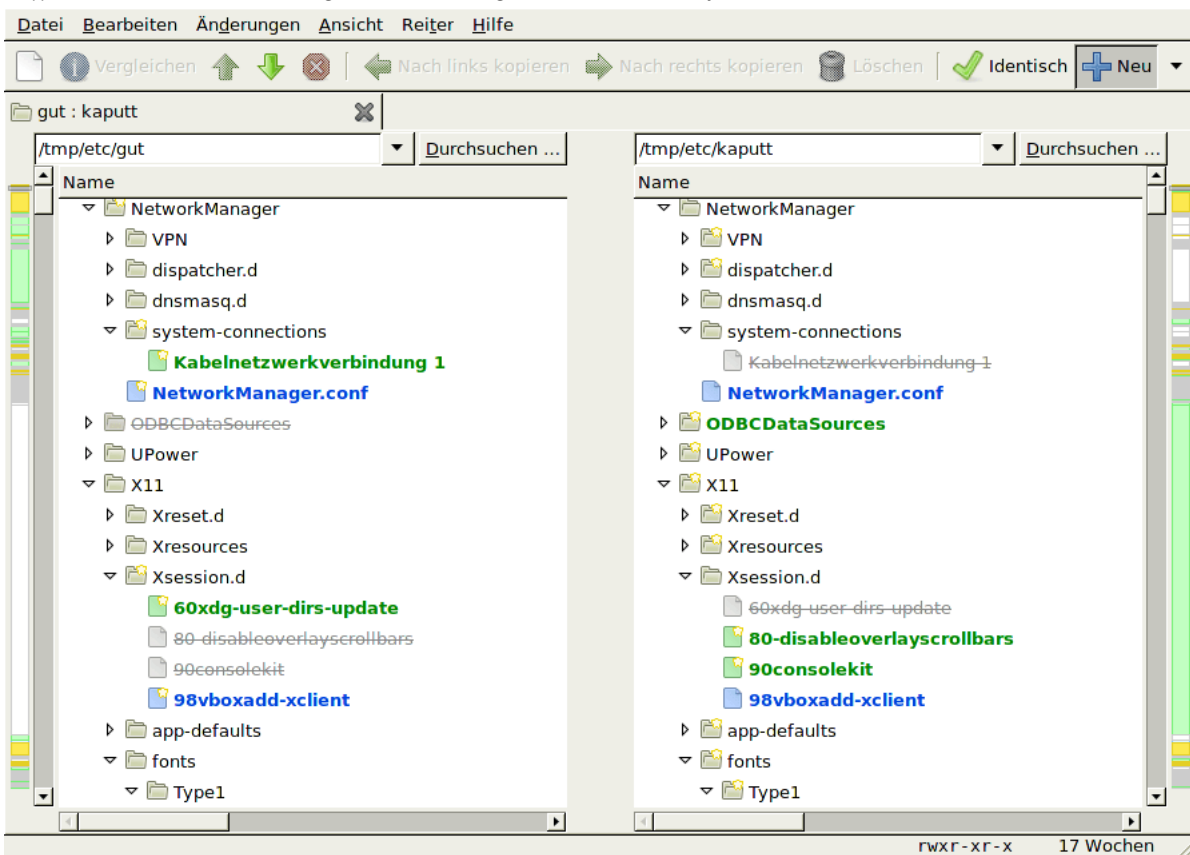 Datei Bearbeiten Änderungen Ansicht Reiter Hilfe
Vergleichen Nach links kopieren Nach rechts kopieren Löschen Identisch Neu
gut : kaputt
/tmp/etc/gut Durchsuchen ... /tmp/etc/kaputt Durchsuchen ...
Name Name
NetworkManager NetworkManager
VPN VPN
dispatcher.d dispatcher.d
dnsmasq.d dnsmasq.d
system-connections system-connections
Kabelnetzwerkverbindung 1 Kabelnetzwerkverbindung 1
NetworkManager.conf NetworkManager.conf
ODBCDataSources ODBCDataSources
UPower UPower
X11 X11
Xreset.d Xreset.d
Xresources Xresources
Xsession.d Xsession.d
60xdg-user-dirs-update 60xdg-user-dirs-update
80-disableoverlayscrollbars 80-disableoverlayscrollbars
90consolekit 90consolekit
98vboxadd-xclient 98vboxadd-xclient
app-defaults app-defaults
fonts fonts
Type1 Type1
rwxr-xr-x 17 Wochen